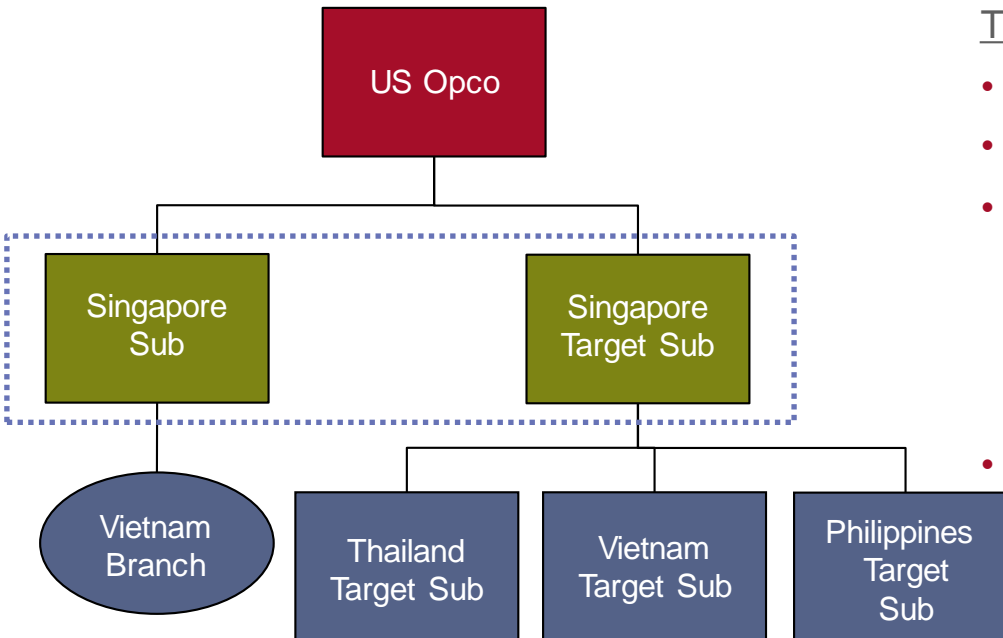 US Opco
T
Singapore
Sub
Singapore
Target Sub
Vietnam
Branch
Thailand
Target Sub
Vietnam
Target Sub
Philippines
Target
Sub